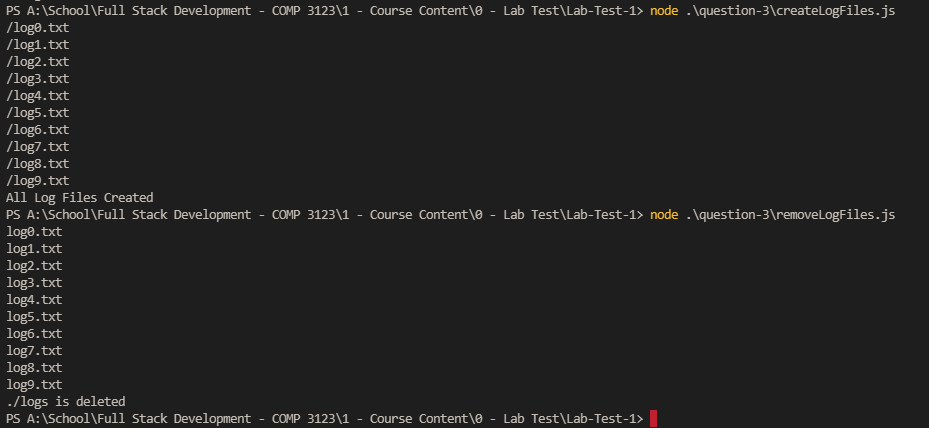 PS A:\School\Full Stack Development - COMP 3123\1 - Course Content\0 - Lab Test\Lab-Test-1> node .\question-3\createLogFiles.js
/log0.txt
/log1.txt
/log2.txt
/log3.txt
/log4.txt
/log5.txt
/log6.txt
/log7.txt
/log8.txt
/log9.txt
All Log Files Created
PS A:\School\Full Stack Development - COMP 3123\1 - Course Content\0 - Lab Test\Lab-Test-1> node .\question-3\removeLogFiles.js
log0.txt
log1.txt
log2.txt
log3.txt
log4.txt
log5.txt
log6.txt
log7.txt
log8.txt
log9.txt
./logs is deleted
PS A:\School\Full Stack Development - COMP 3123\1 - Course Content\0 - Lab Test\Lab-Test-1>